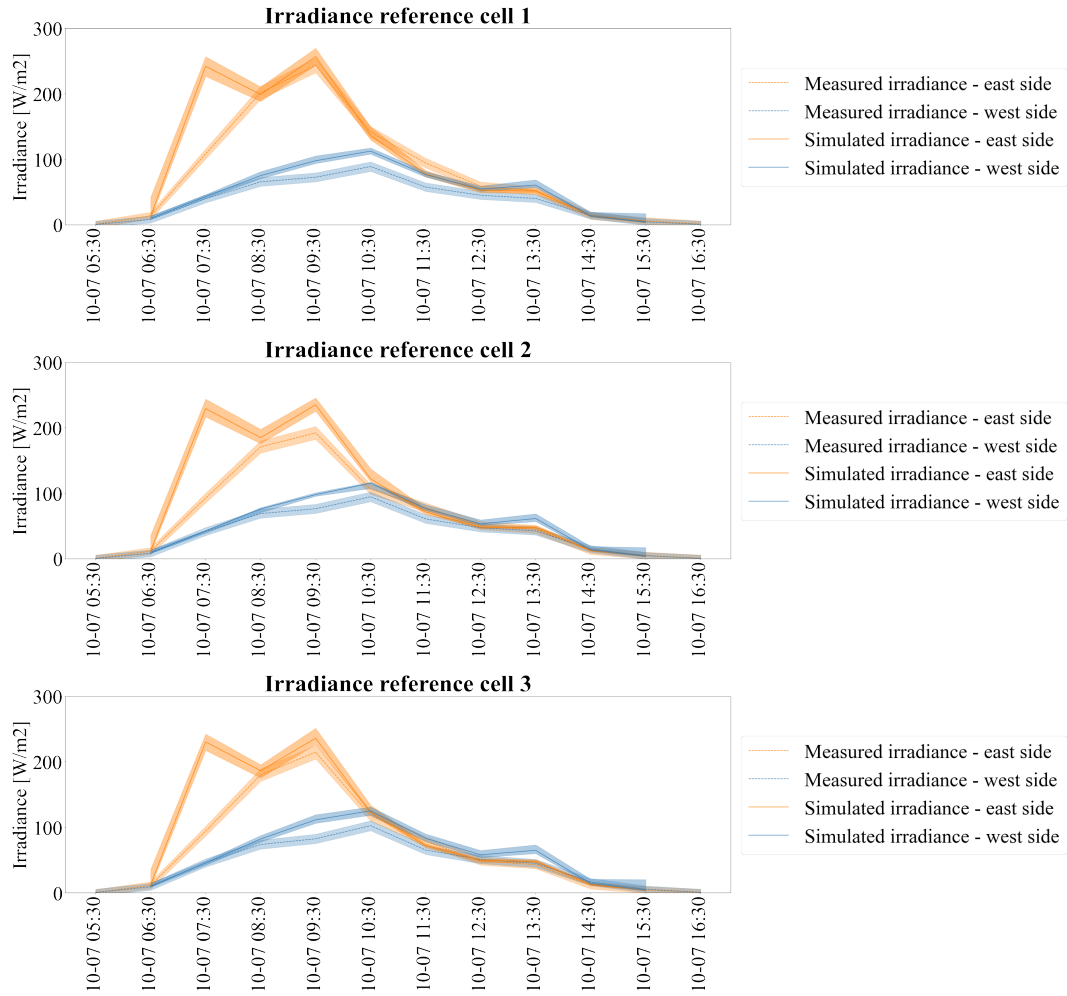 Irradiance reference cell 1
Irradiance [W/m2]
300
200
100
0
10-07 05:30
10-07 06:30
10-07 07:30
10-07 08:30
10-07 09:30
10-07 10:30
10-07 11:30
10-07 12:30
10-07 13:30
10-07 14:30
10-07 15:30
10-07 16:30
Measured irradiance - east side
Measured irradiance - west side
Simulated irradiance - east side
Simulated irradiance - west side
Irradiance reference cell 2
Irradiance [W/m2]
300
200
100
0
10-07 05:30
10-07 06:30
10-07 07:30
10-07 08:30
10-07 09:30
10-07 10:30
10-07 11:30
10-07 12:30
10-07 13:30
10-07 14:30
10-07 15:30
10-07 16:30
Measured irradiance - east side
Measured irradiance - west side
Simulated irradiance - east side
Simulated irradiance - west side
Irradiance reference cell 3
Irradiance [W/m2]
300
200
100
0
10-07 05:30
10-07 06:30
10-07 07:30
10-07 08:30
10-07 09:30
10-07 10:30
10-07 11:30
10-07 12:30
10-07 13:30
10-07 14:30
10-07 15:30
10-07 16:30
Measured irradiance - east side
Measured irradiance - west side
Simulated irradiance - east side
Simulated irradiance - west side